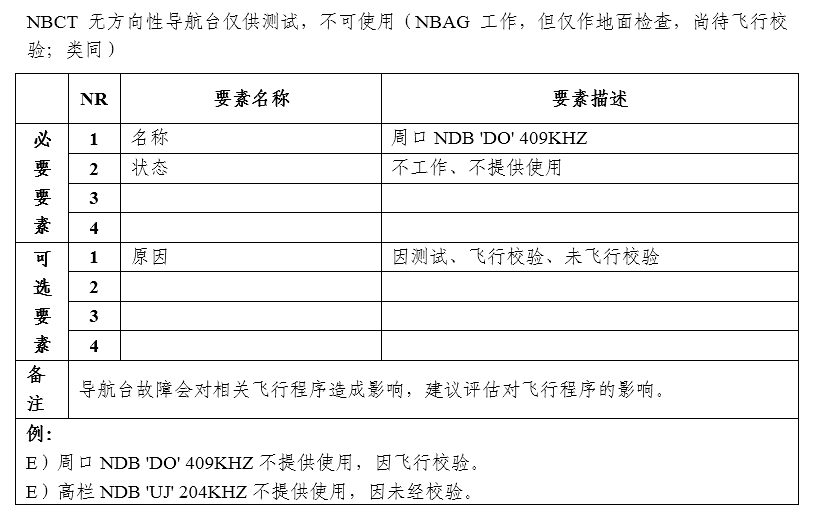 NBCT 无方向性导航台仅供测试，不可使用（NBAG 工作，但仅作地面检查，尚待飞行校
验；类同）
NR 要素名称 要素描述
必要要素
1 名称 周口 NDB 'DO' 409KHZ
2 状态 不工作、不提供使用
3
4
可选要素
1 原因 因测试、飞行校验、未飞行校验
2
3
4
备注 导航台故障会对相关飞行程序造成影响，建议评估对飞行程序的影响。
例：
E）周口 NDB 'DO' 409KHZ 不提供使用，因飞行校验。
E）高栏 NDB 'UJ' 204KHZ 不提供使用，因未经校验。